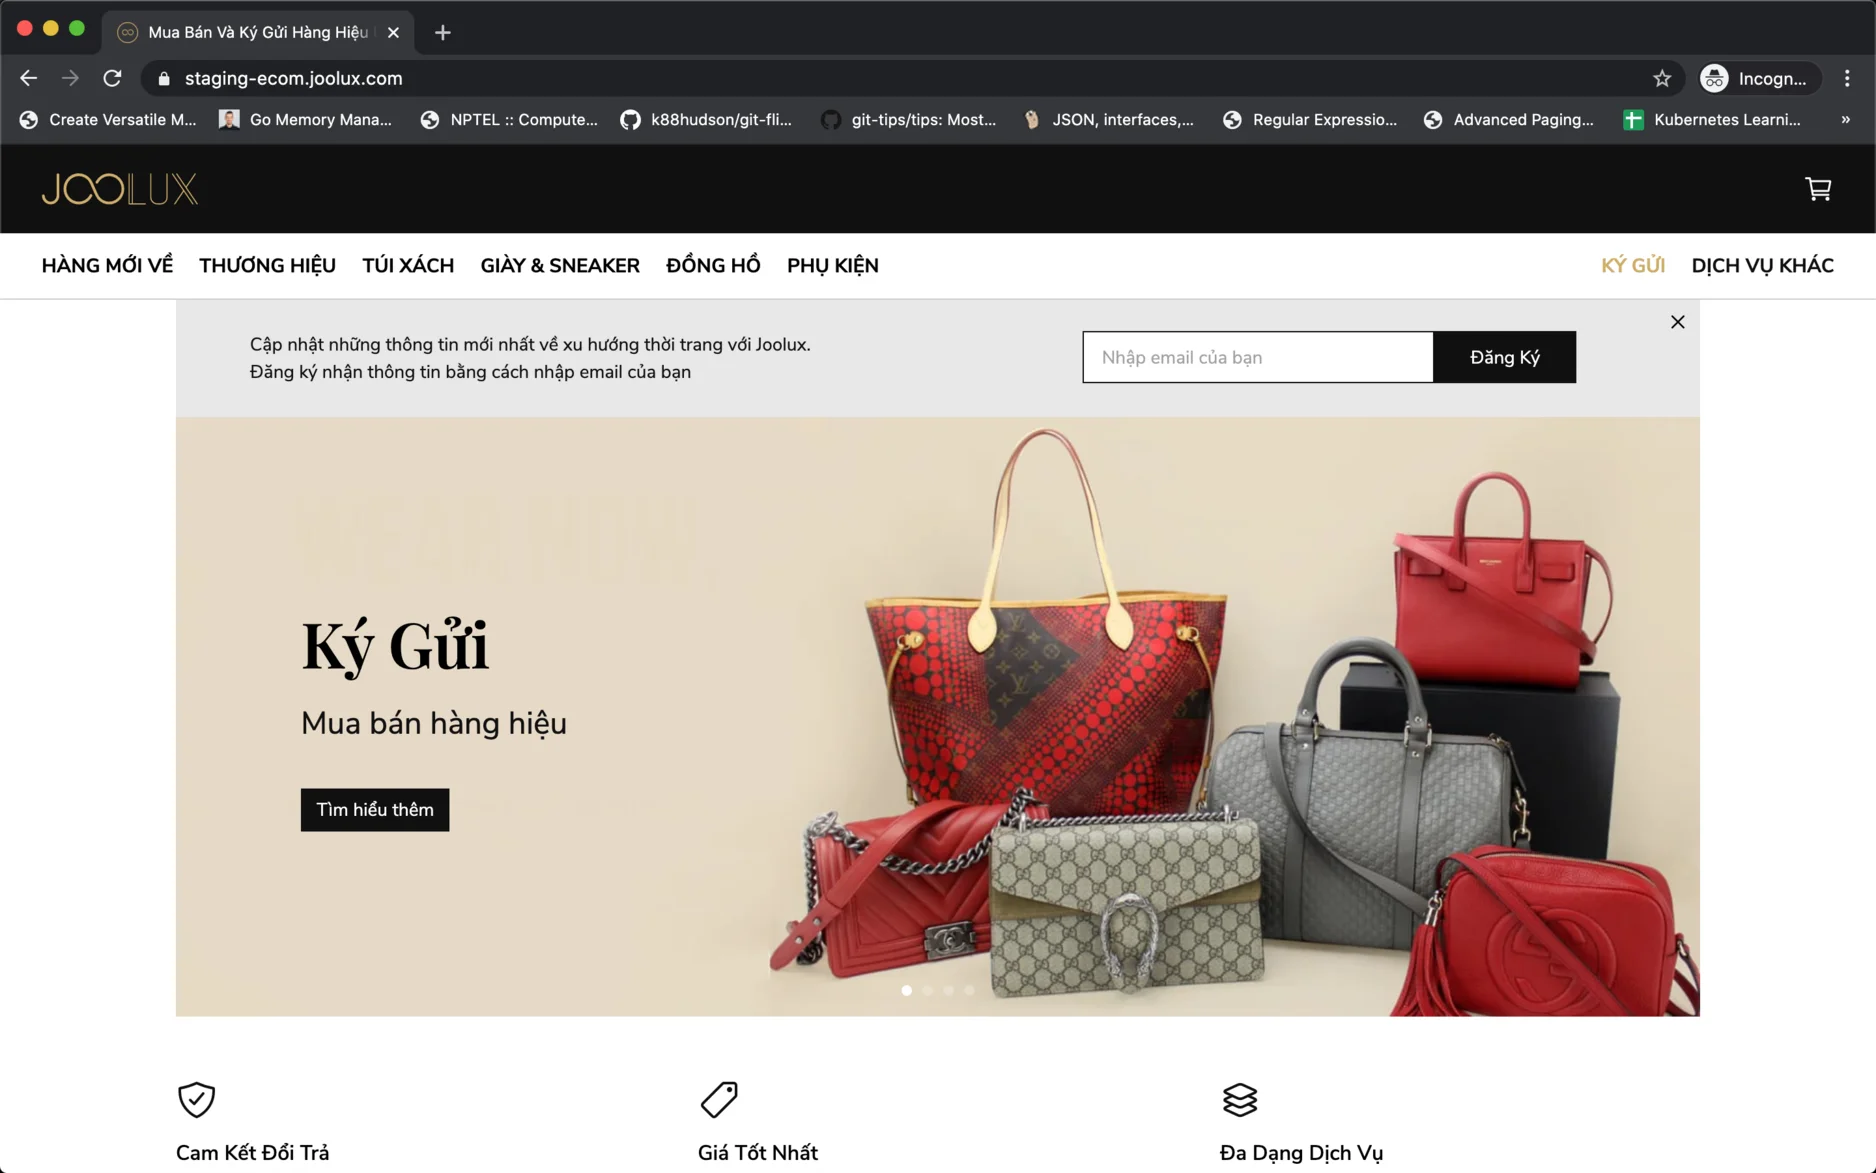 Mua Bán Và Ký Gửi Hàng Hiệu
staging-ecom.joolux.com
Incogn...
Create Versatile M...
Go Memory Mana...
NPTEL :: Compute...
k88hudson/git-fli...
git-tips/tips: Most...
JSON, interfaces,...
Regular Expressio...
Advanced Paging...
Kubernetes Learni...
»
JOOLUX
HÀNG MỚI VỀ
THƯƠNG HIỆU
TÚI XÁCH
GIÀY & SNEAKER
ĐỒNG HỒ
PHỤ KIỆN
KÝ GỬI
DỊCH VỤ KHÁC
Cập nhật những thông tin mới nhất về xu hướng thời trang với Joolux.
Đăng ký nhận thông tin bằng cách nhập email của bạn
Nhập email của bạn
Đăng Ký
Ký Gửi
Mua bán hàng hiệu
Tìm hiểu thêm
Cam Kết Đổi Trả
Giá Tốt Nhất
Đa Dạng Dịch Vụ